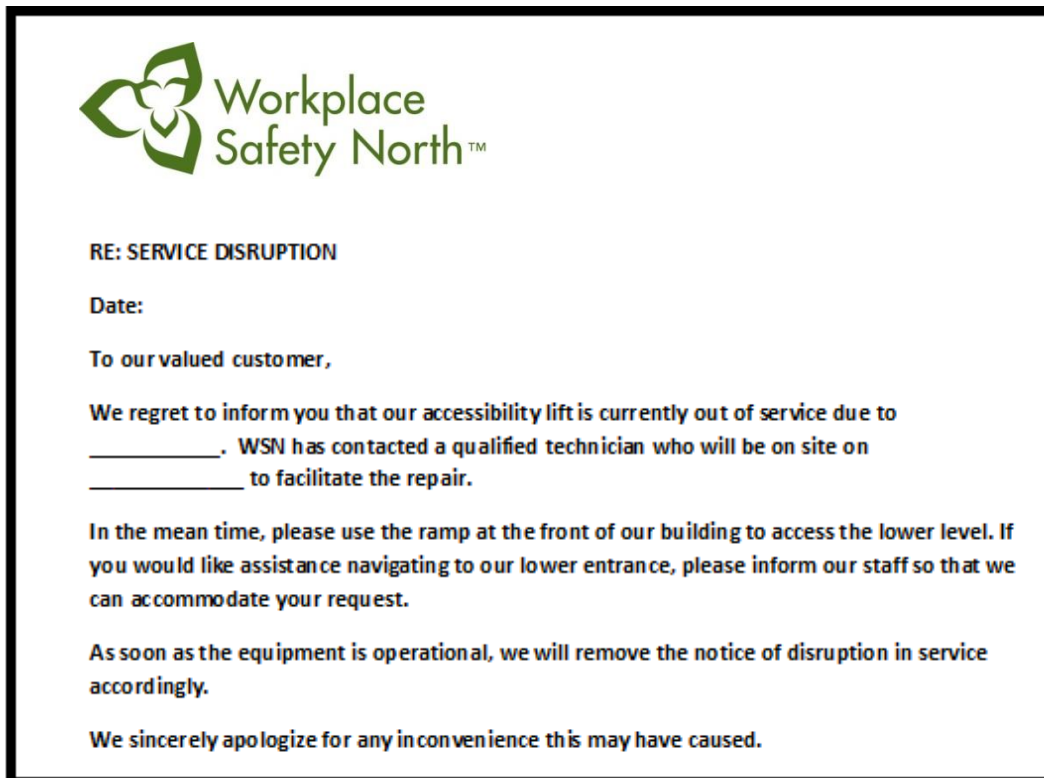 Workplace
Safety North™
RE: SERVICE DISRUPTION
Date:
To our valued customer,
We regret to inform you that our accessibility lift is currently out of service due to
____________. WSN has contacted a qualified technician who will be on site on
______________ to facilitate the repair.
In the mean time, please use the ramp at the front of our building to access the lower level. If
you would like assistance navigating to our lower entrance, please inform our staff so that we
can accommodate your request.
As soon as the equipment is operational, we will remove the notice of disruption in service
accordingly.
We sincerely apologize for any inconvenience this may have caused.